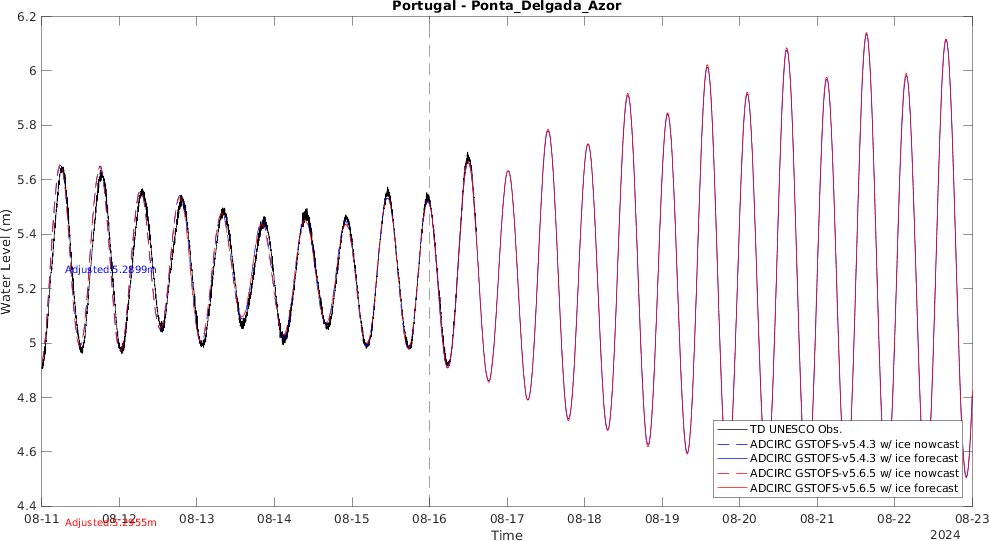 Portugal - Ponta_Delgada_Azor
6.2
6
5.8
5.6
5.4
5.2
5
4.8
4.6
4.4
Water Level (m)
Adjusted:5.2899m
TD UNESCO Obs.
ADCIRC GSTOFS-v5.4.3 w/ ice nowcast
ADCIRC GSTOFS-v5.4.3 w/ ice forecast
ADCIRC GSTOFS-v5.6.5 w/ ice nowcast
ADCIRC GSTOFS-v5.6.5 w/ ice forecast
08-11 08-12 08-13 08-14 08-15 08-16 08-17 08-18 08-19 08-20 08-21 08-22 08-23
Adjusted:5.2955m
Time
2024